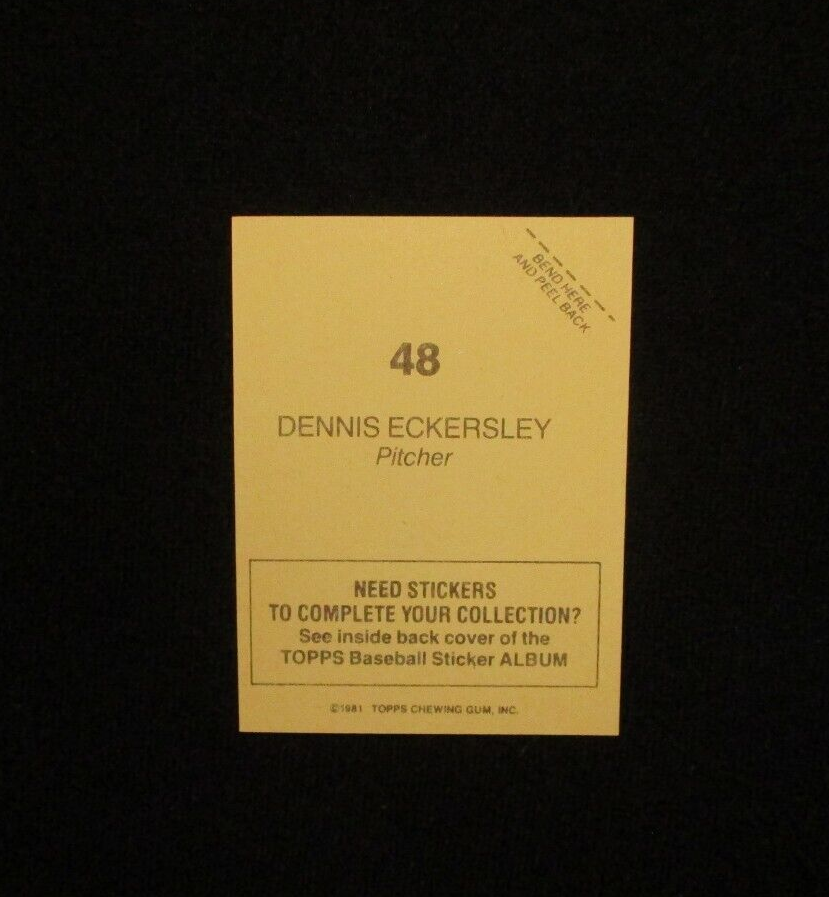 BEND HERE
AND PEEL BACK
48
DENNIS ECKERSLEY
Pitcher
NEED STICKERS
TO COMPLETE YOUR COLLECTION?
See inside back cover of the
TOPPS Baseball Sticker ALBUM
©1981 TOPPS CHEWING GUM, INC.